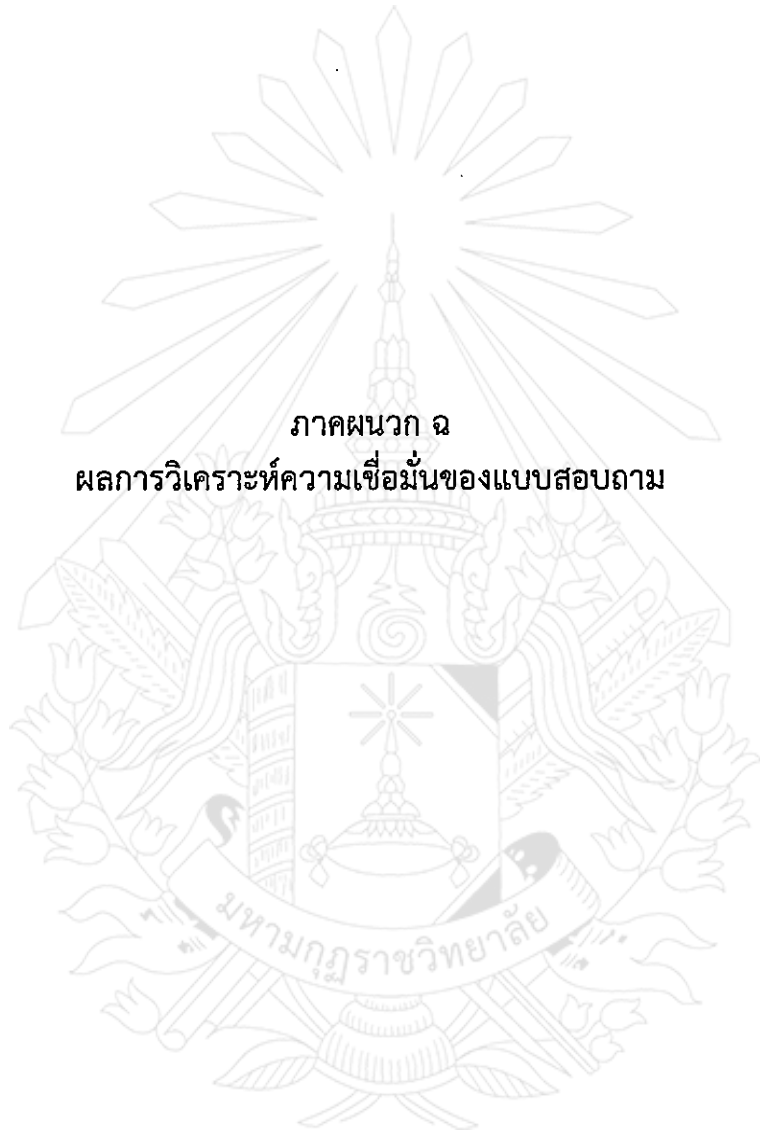 ภาคผนวก ฉ
ผลการวิเคราะห์ความเชื่อมั่นของแบบสอบถาม
มหามกุฏราชวิทยาลัย